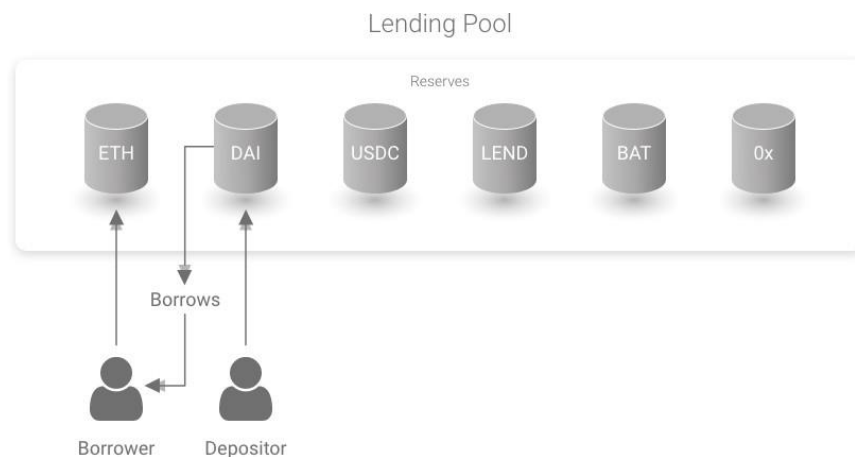 Lending Pool
Reserves
ETH
DAI
USDC
LEND
BAT
0x
Borrows
Borrower
Depositor